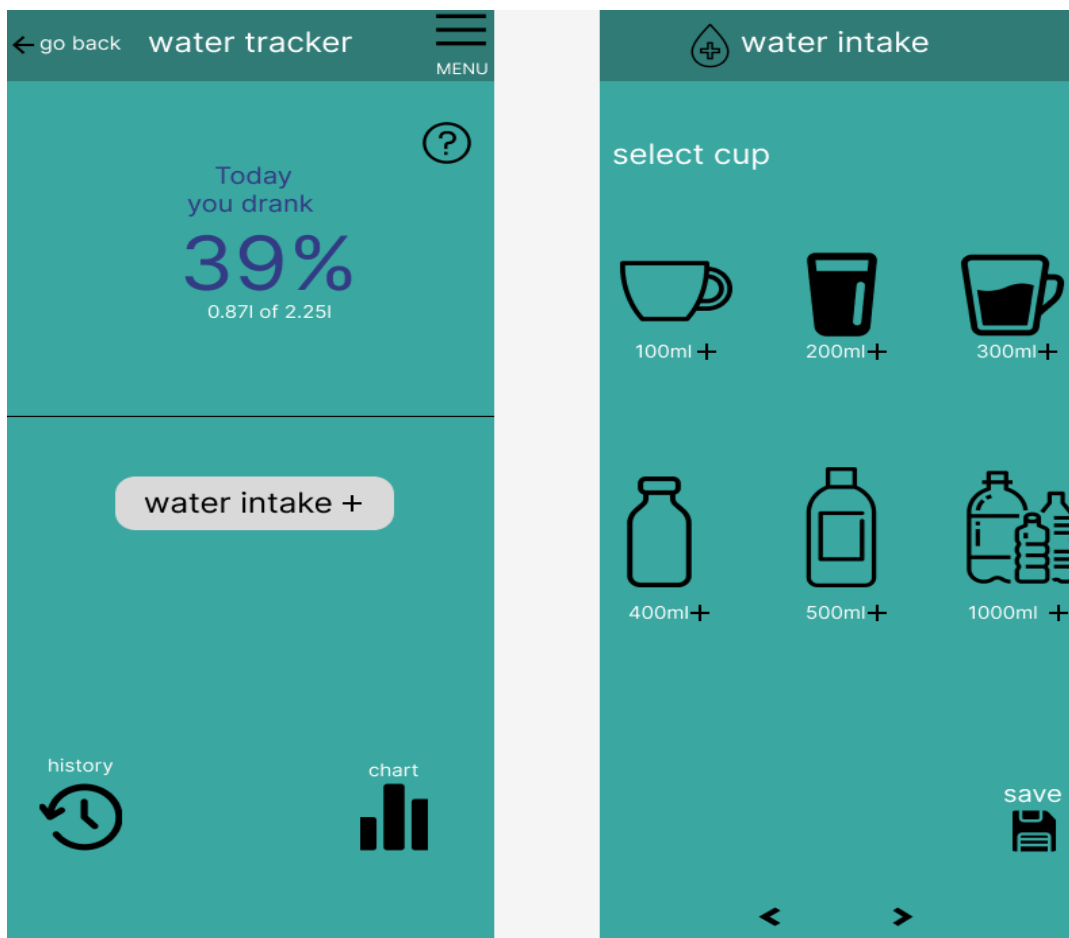 go back water tracker
MENU
?
Today
you drank
39%
0.87l of 2.25l
water intake +
history
chart
water intake
select cup
100ml + 200ml+ 300ml+
400ml+ 500ml+ 1000ml +
save
< >